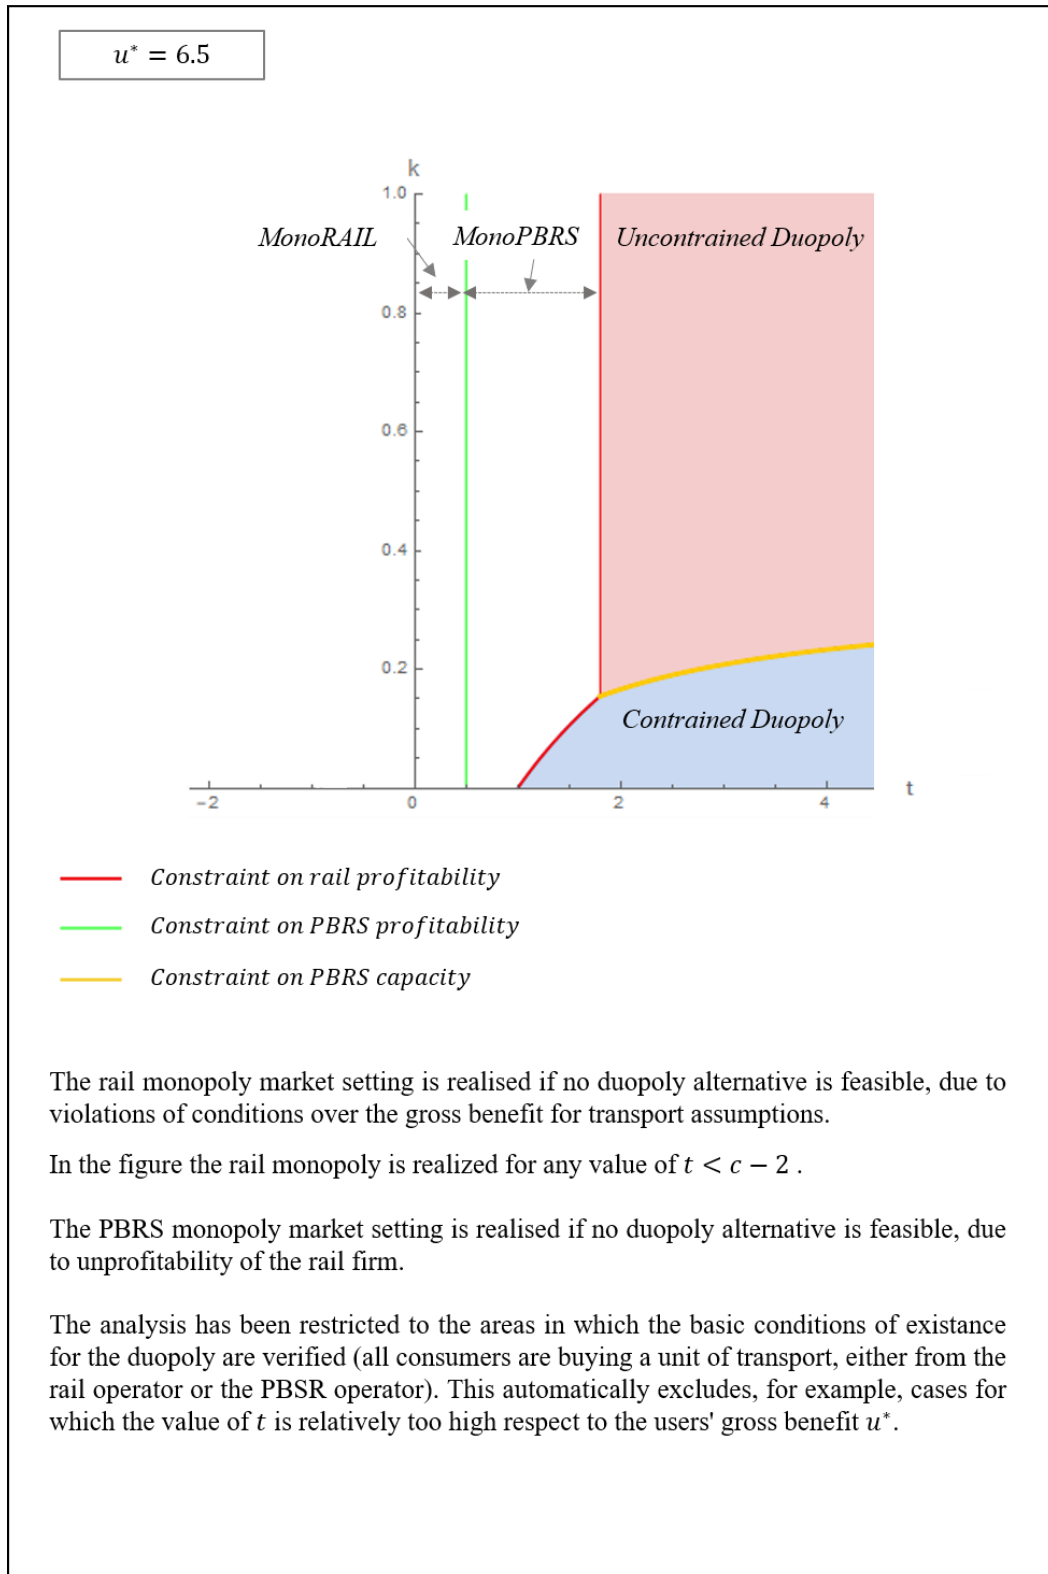 u* = 6.5
k
1.0
MonoRAIL
MonoPBRS
Uncontrained Duopoly
0.8
0.6
0.4
0.2
Contrained Duopoly
−2
0
2
4
t
Constraint on rail profitability
Constraint on PBRS profitability
Constraint on PBRS capacity
The rail monopoly market setting is realised if no duopoly alternative is feasible, due to
violations of conditions over the gross benefit for transport assumptions.
In the figure the rail monopoly is realized for any value of t < c − 2 .
The PBRS monopoly market setting is realised if no duopoly alternative is feasible, due
to unprofitability of the rail firm.
The analysis has been restricted to the areas in which the basic conditions of existance
for the duopoly are verified (all consumers are buying a unit of transport, either from the
rail operator or the PBSR operator). This automatically excludes, for example, cases for
which the value of t is relatively too high respect to the users' gross benefit u*.